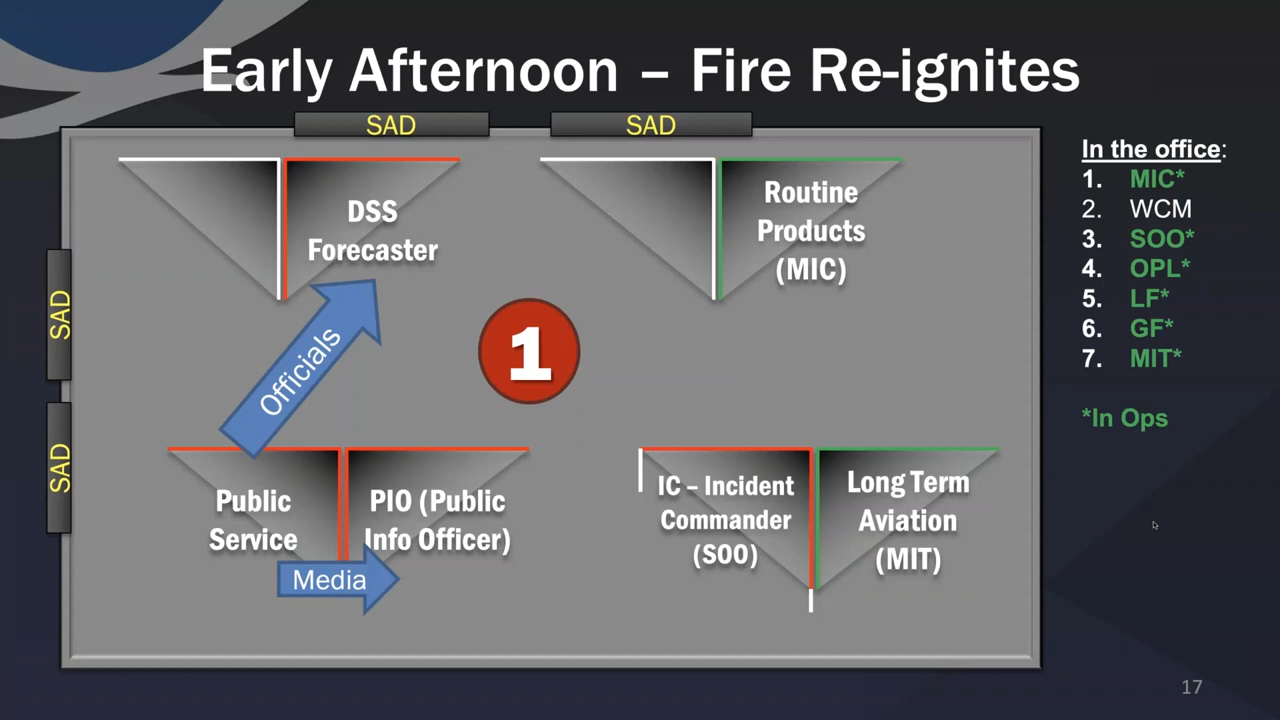 Early Afternoon – Fire Re-ignites
SAD
SAD
SAD
SAD
DSS
Forecaster
Routine
Products
(MIC)
Officials
1
Public
Service
PIO (Public
Info Officer)
Media
IC – Incident
Commander
(SOO)
Long Term
Aviation
(MIT)
In the office:
1. MIC*
2. WCM
3. SOO*
4. OPL*
5. LF*
6. GF*
7. MIT*
*In Ops
17